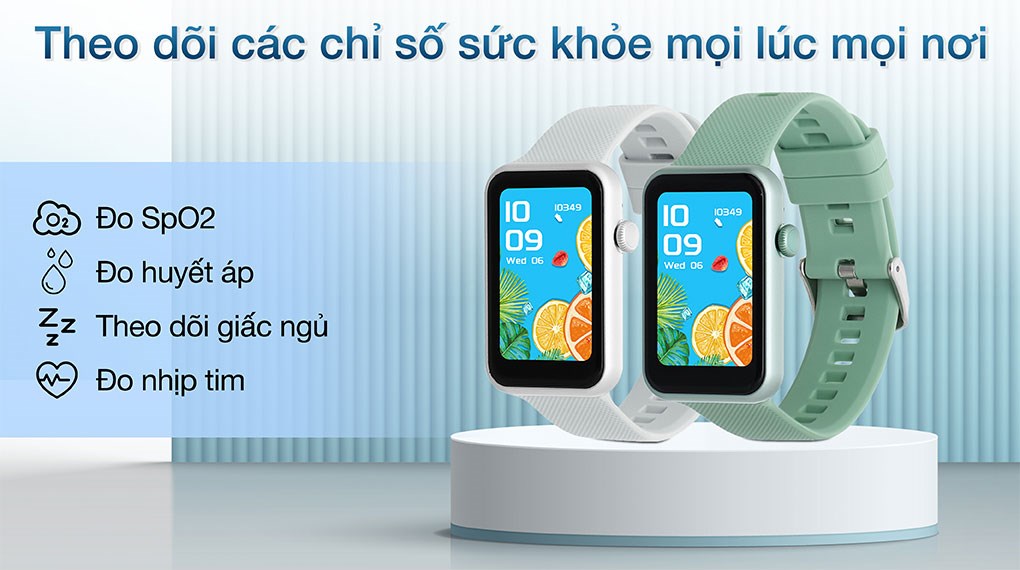 Theo dõi các chỉ số sức khỏe mọi lúc mọi nơi
O2 Đo SpO2
Đo huyết áp
Zzz Theo dõi giấc ngủ
Đo nhịp tim
10
10349
09
Wed 06
10
10349
09
Wed 06